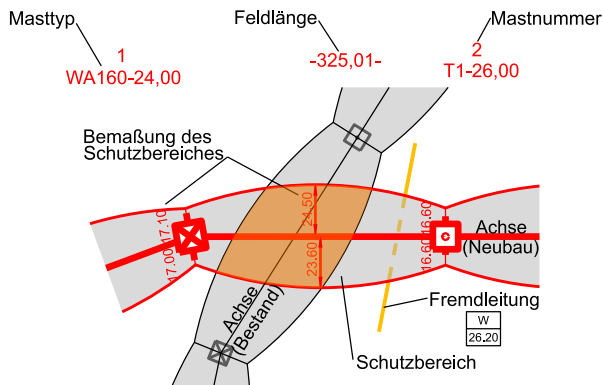 Masttyp
Feldlänge
Mastnummer
1
WA160-24,00
-325,01-
2
T1-26,00
Bemaßung des
Schutzbereiches
17.10
17.00
24.50
23.60
16.60
16.60
Achse
(Neubau)
Achse
(Bestand)
Fremdleitung
W
26.20
Schutzbereich